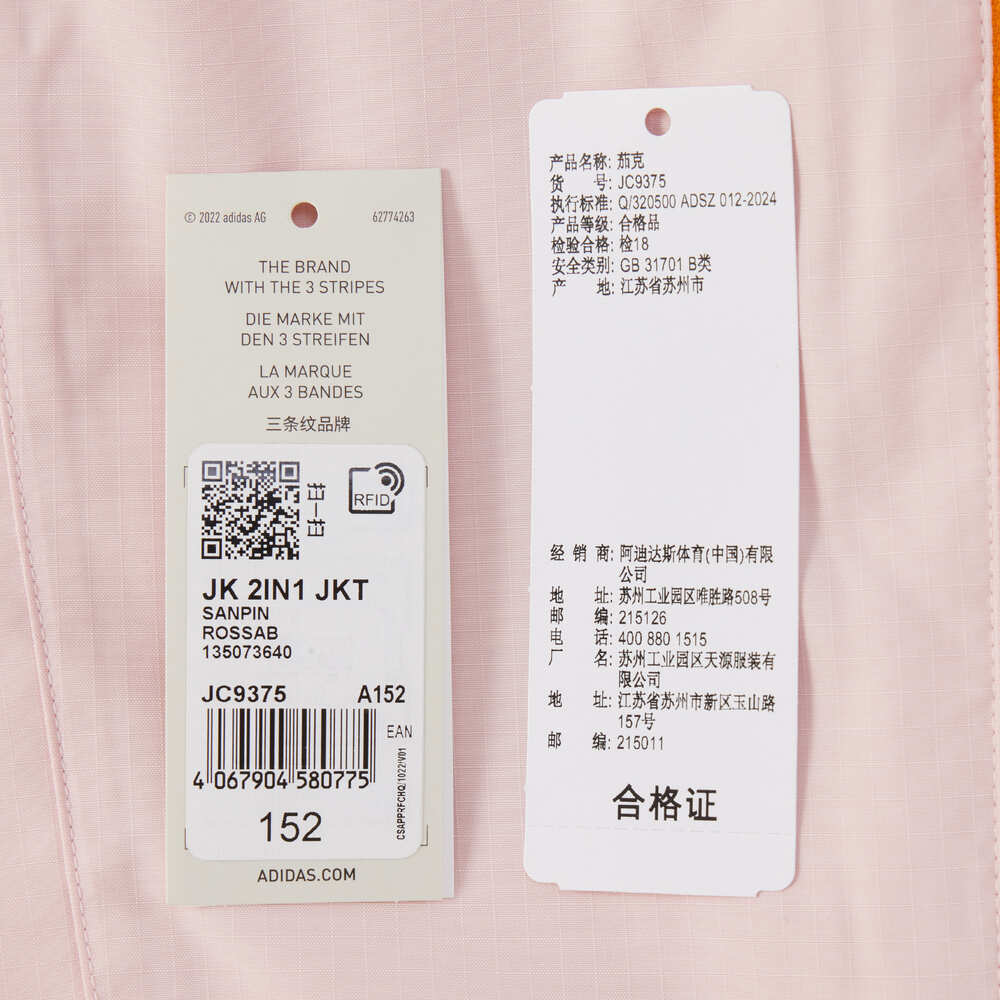 © 2022 adidas AG 62774263
THE BRAND
WITH THE 3 STRIPES
DIE MARKE MIT
DEN 3 STREIFEN
LA MARQUE
AUX 3 BANDES
三条纹品牌
扫一扫
RFID
JK 2IN1 JKT
SANPIN
ROSSAB
135073640
JC9375 A152
EAN
4 067904 580775
CSAPPRFCHQ/1022/V01
152
ADIDAS.COM
产品名称: 茄克
货 号: JC9375
执行标准: Q/320500 ADSZ 012-2024
产品等级: 合格品
检验合格: 检18
安全类别: GB 31701 B类
产 地: 江苏省苏州市
经 销 商: 阿迪达斯体育(中国)有限
公司
地 址: 苏州工业园区唯胜路508号
邮 编: 215126
电 话: 400 880 1515
厂 名: 苏州工业园区天源服装有
限公司
地 址: 江苏省苏州市新区玉山路
157号
邮 编: 215011
合格证